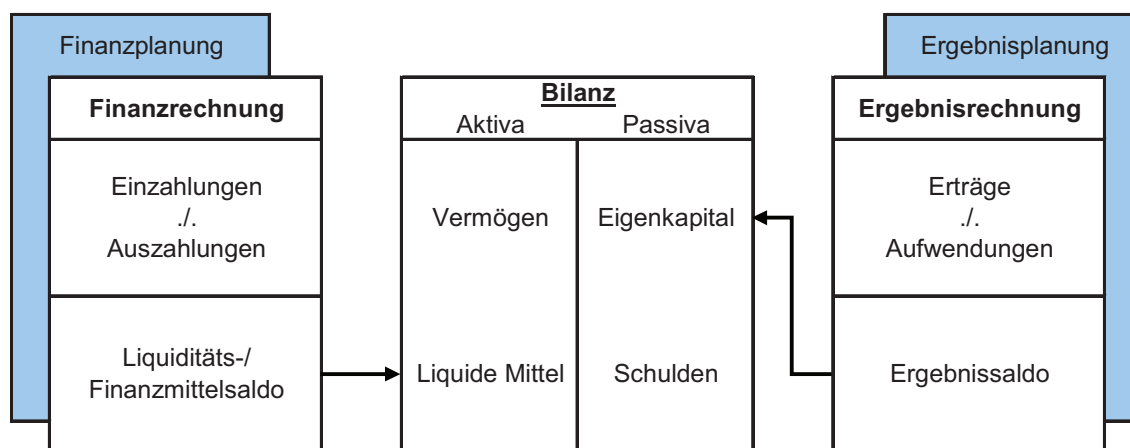 Finanzplanung
Finanzrechnung
Einzahlungen
./.
Auszahlungen
Liquiditäts-/
Finanzmittelsaldo
Bilanz
Aktiva Passiva
Vermögen Eigenkapital
Liquide Mittel Schulden
Ergebnisplanung
Ergebnisrechnung
Erträge
./.
Aufwendungen
Ergebnissaldo